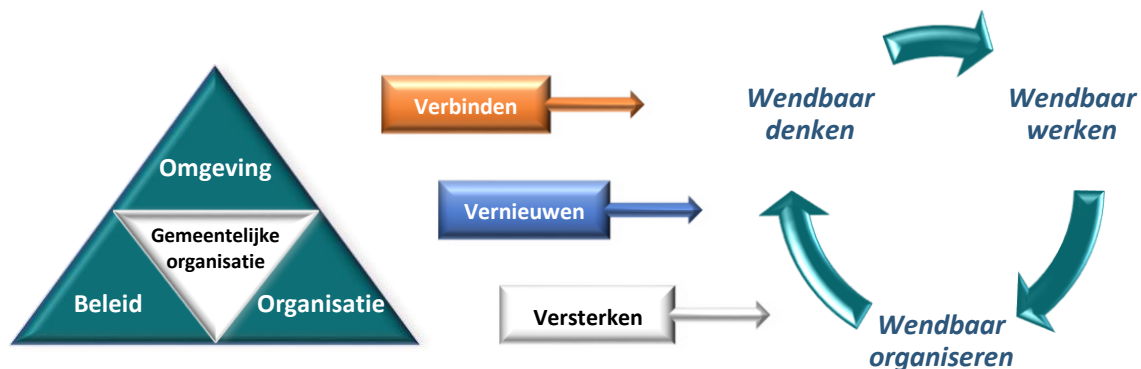 Omgeving
Gemeentelijke
organisatie
Beleid
Organisatie
Verbinden
Vernieuwen
Versterken
Wendbaar
denken
Wendbaar
werken
Wendbaar
organiseren